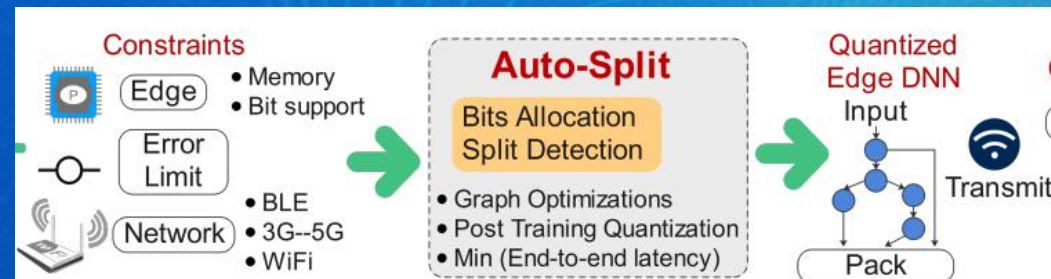 Constraints
Edge
• Memory
• Bit support
Error
Limit
Network
• BLE
• 3G--5G
• WiFi
Auto-Split
Bits Allocation
Split Detection
• Graph Optimizations
• Post Training Quantization
• Min (End-to-end latency)
Quantized
Edge DNN
Input
Pack
Transmit
P